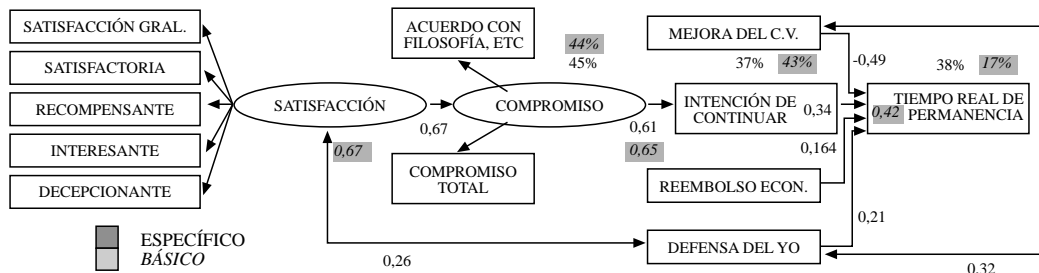 SATISFACCIÓN GRAL.
SATISFACTORIA
RECOMPENSANTE
INTERESANTE
DECEPCIONANTE
ESPECÍFICO
BÁSICO
SATISFACCIÓN
0,67
0,67
0,26
ACUERDO CON
FILOSOFÍA, ETC
44%
45%
COMPROMISO
COMPROMISO
TOTAL
0,61
0,65
MEJORA DEL C.V.
37% 43%
-0,49
INTENCIÓN DE
CONTINUAR
0,34
0,164
REEMBOLSO ECON.
DEFENSA DEL YO
0,21
0,32
38% 17%
TIEMPO REAL DE
PERMANENCIA
0,42